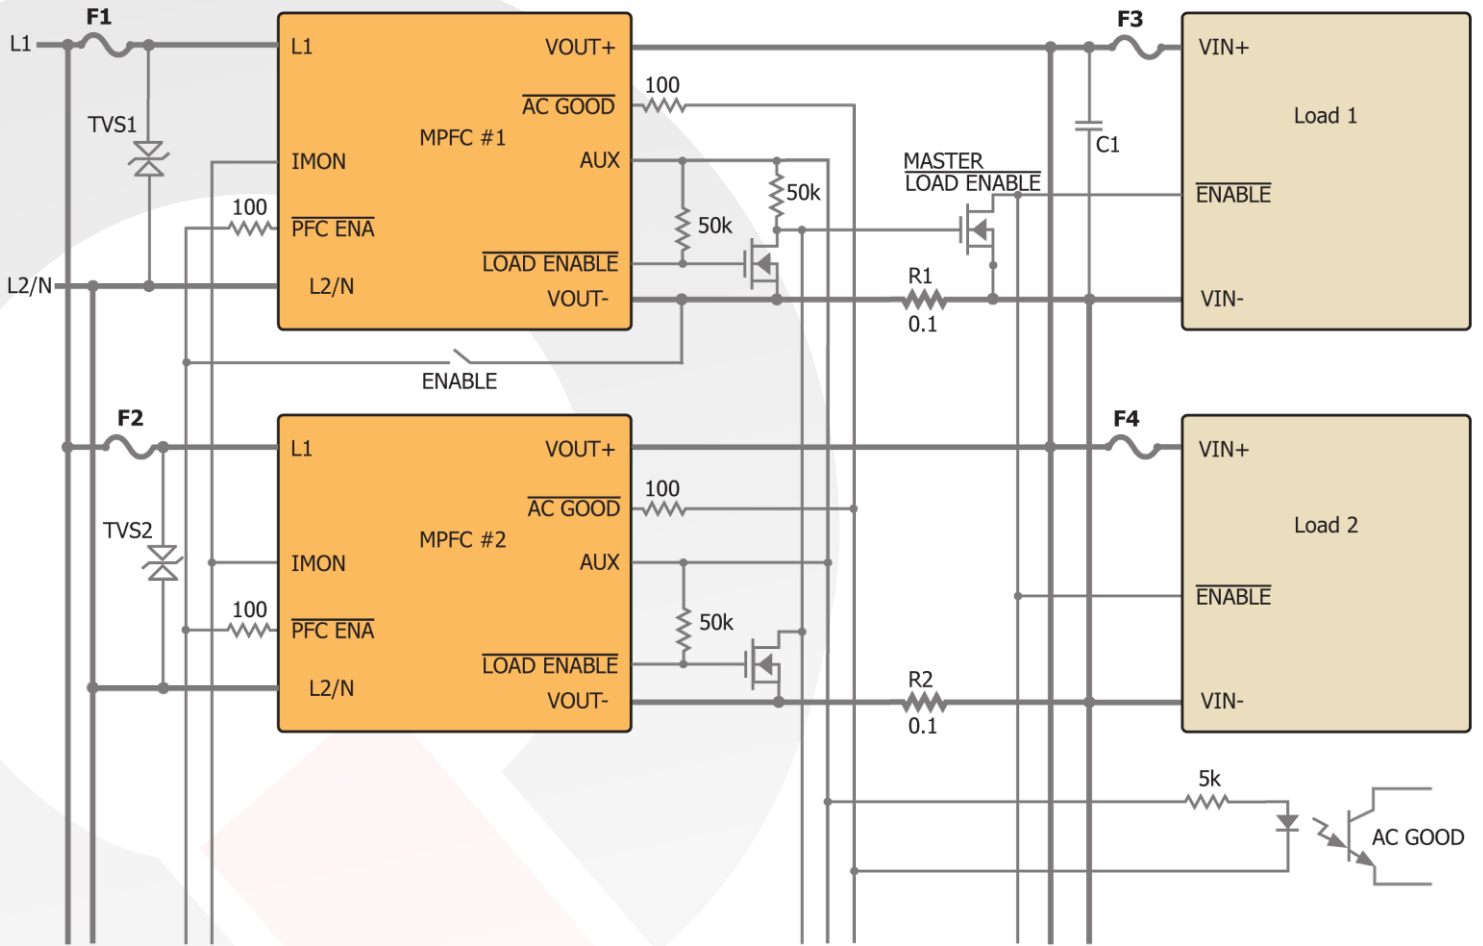 F1
L1
TVS1
L2/N
L1
VOUT+
AC GOOD
MPFC #1
IMON
AUX
100
PFC ENA
LOAD ENABLE
L2/N
VOUT-
100
50k
50k
MASTER
LOAD ENABLE
R1
0.1
C1
F3
VIN+
Load 1
ENABLE
VIN-
ENABLE
F2
TVS2
L1
VOUT+
AC GOOD
MPFC #2
IMON
AUX
100
PFC ENA
LOAD ENABLE
L2/N
VOUT-
100
50k
R2
0.1
F4
VIN+
Load 2
ENABLE
VIN-
5k
AC GOOD